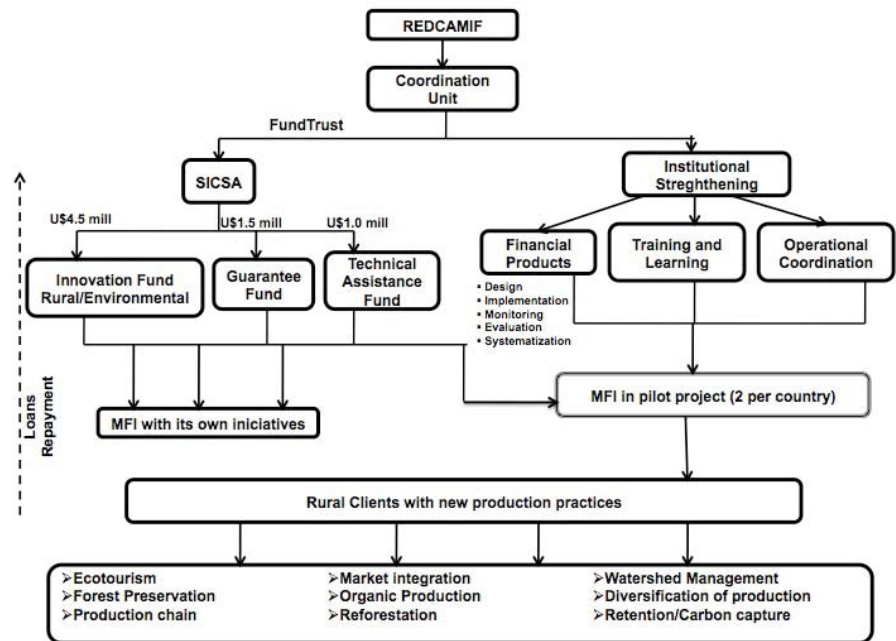 REDCAMIF
Coordination
Unit
FundTrust
SICSA
Institutional
Streghthening
U$4.5 mill
U$1.5 mill
U$1.0 mill
Innovation Fund
Rural/Environmental
Guarantee
Fund
Technical
Assistance
Fund
Financial
Products
Training and
Learning
Operational
Coordination
▪ Design
▪ Implementation
▪ Monitoring
▪ Evaluation
▪ Systematization
Loans
Repayment
MFI with its own iniciatives
MFI in pilot project (2 per country)
Rural Clients with new production practices
➢Ecotourism
➢Forest Preservation
➢Production chain
➢Market integration
➢Organic Production
➢Reforestation
➢Watershed Management
➢Diversification of production
➢Retention/Carbon capture